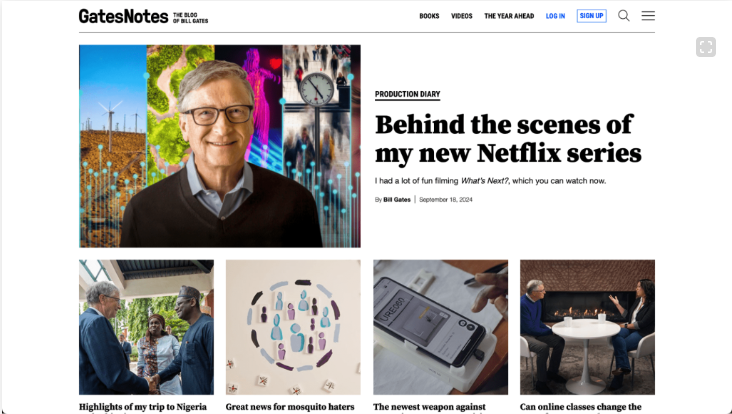 GatesNotes THE BLOG OF BILL GATES
BOOKS VIDEOS THE YEAR AHEAD LOG IN SIGN UP
PRODUCTION DIARY
Behind the scenes of
my new Netflix series
I had a lot of fun filming What's Next?, which you can watch now.
By Bill Gates | September 18, 2024
Highlights of my trip to Nigeria
Great news for mosquito haters
The newest weapon against
Can online classes change the